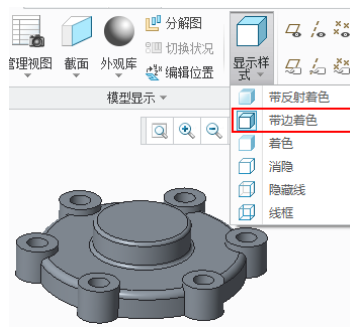 分解图
切换状况
编辑位置
管理视图 截面 外观库 显示样式
模型显示
带反射着色
带边着色
着色
消隐
隐藏线
线框